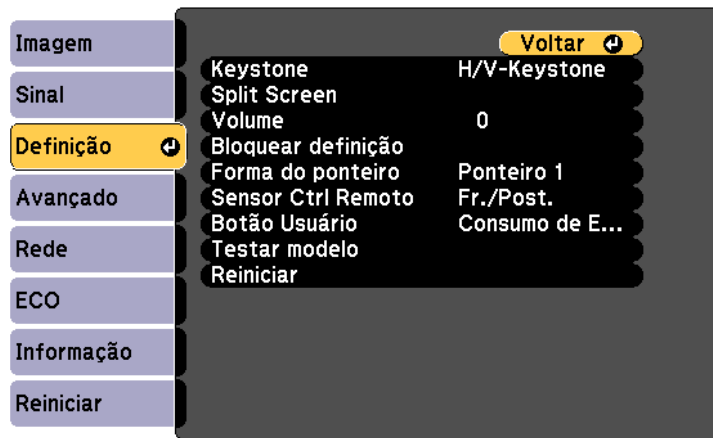 Imagem
Sinal
Definição
Avançado
Rede
ECO
Informação
Reiniciar
Voltar
Keystone H/V-Keystone
Split Screen
Volume 0
Bloquear definição
Forma do ponteiro Ponteiro 1
Sensor Ctrl Remoto Fr./Post.
Botão Usuário Consumo de E...
Testar modelo
Reiniciar